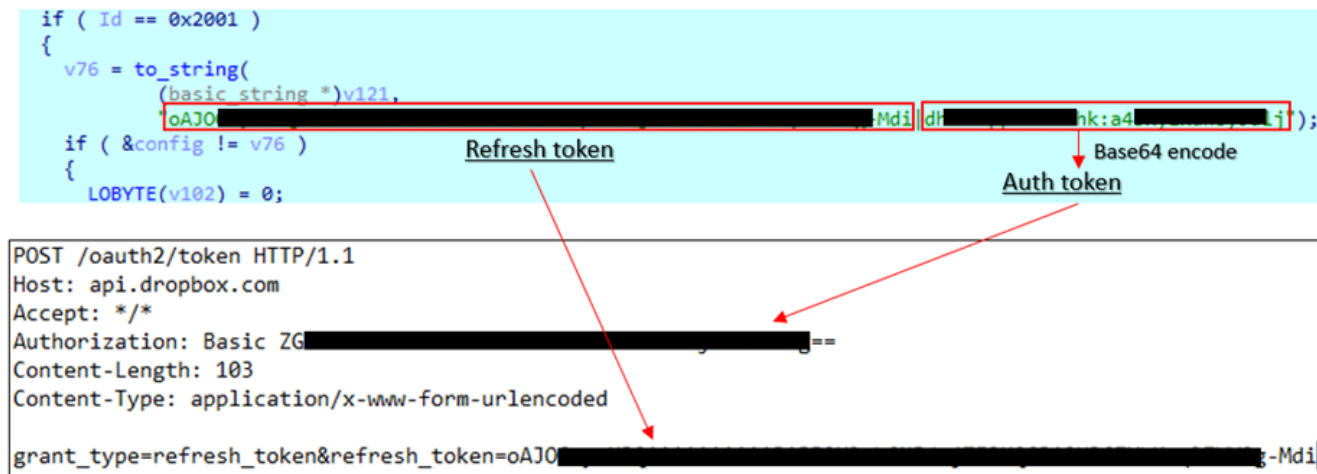 if ( Id == 0x2001 )
{
v76 = to_string(
(basic_string *)v121,
"oAJO -Mdi|dh hk:a4 lj");
if ( &config != v76 )
Refresh token
Base64 encode
{
Auth token
LOBYTE(v102) = 0;
POST /oauth2/token HTTP/1.1
Host: api.dropbox.com
Accept: */*
Authorization: Basic ZG ==
Content-Length: 103
Content-Type: application/x-www-form-urlencoded
grant_type=refresh_token&refresh_token=oAJO g-Mdi